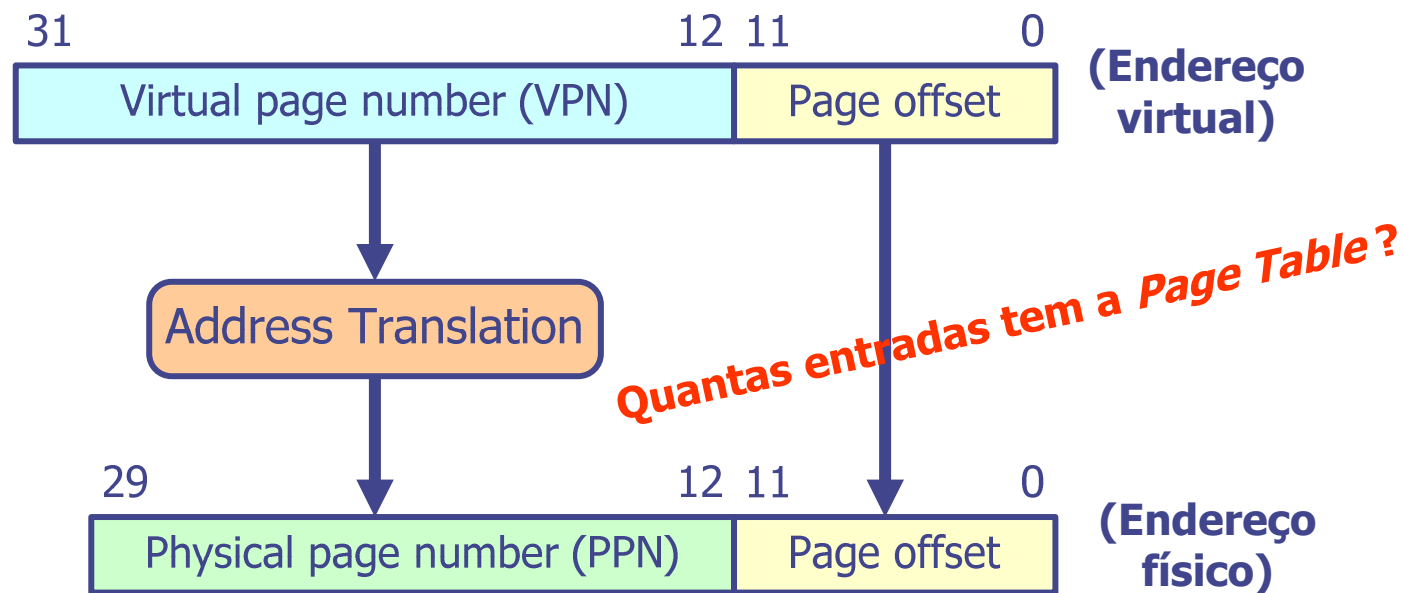 31 12 11 0
Virtual page number (VPN) Page offset
(Endereço
virtual)
Address Translation
Quantas entradas tem a Page Table?
29 12 11 0
Physical page number (PPN) Page offset
(Endereço
físico)